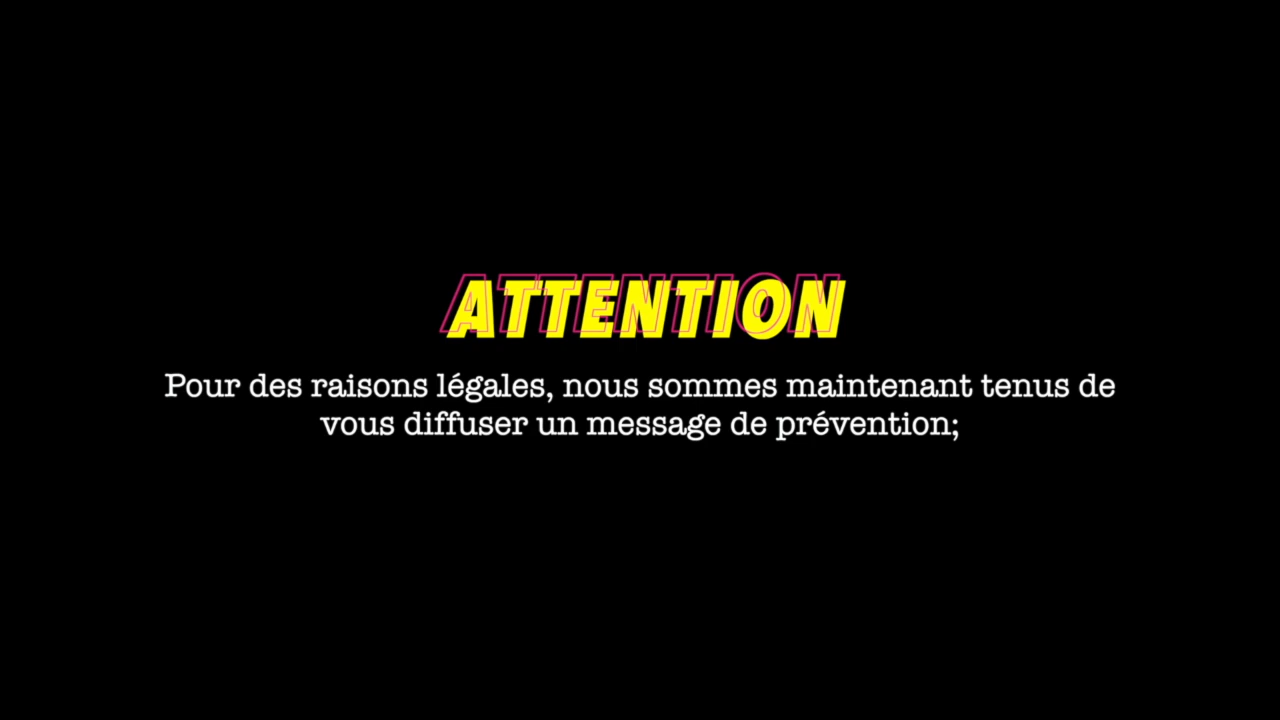 ATTENTION
Pour des raisons légales, nous sommes maintenant tenus de
vous diffuser un message de prévention;